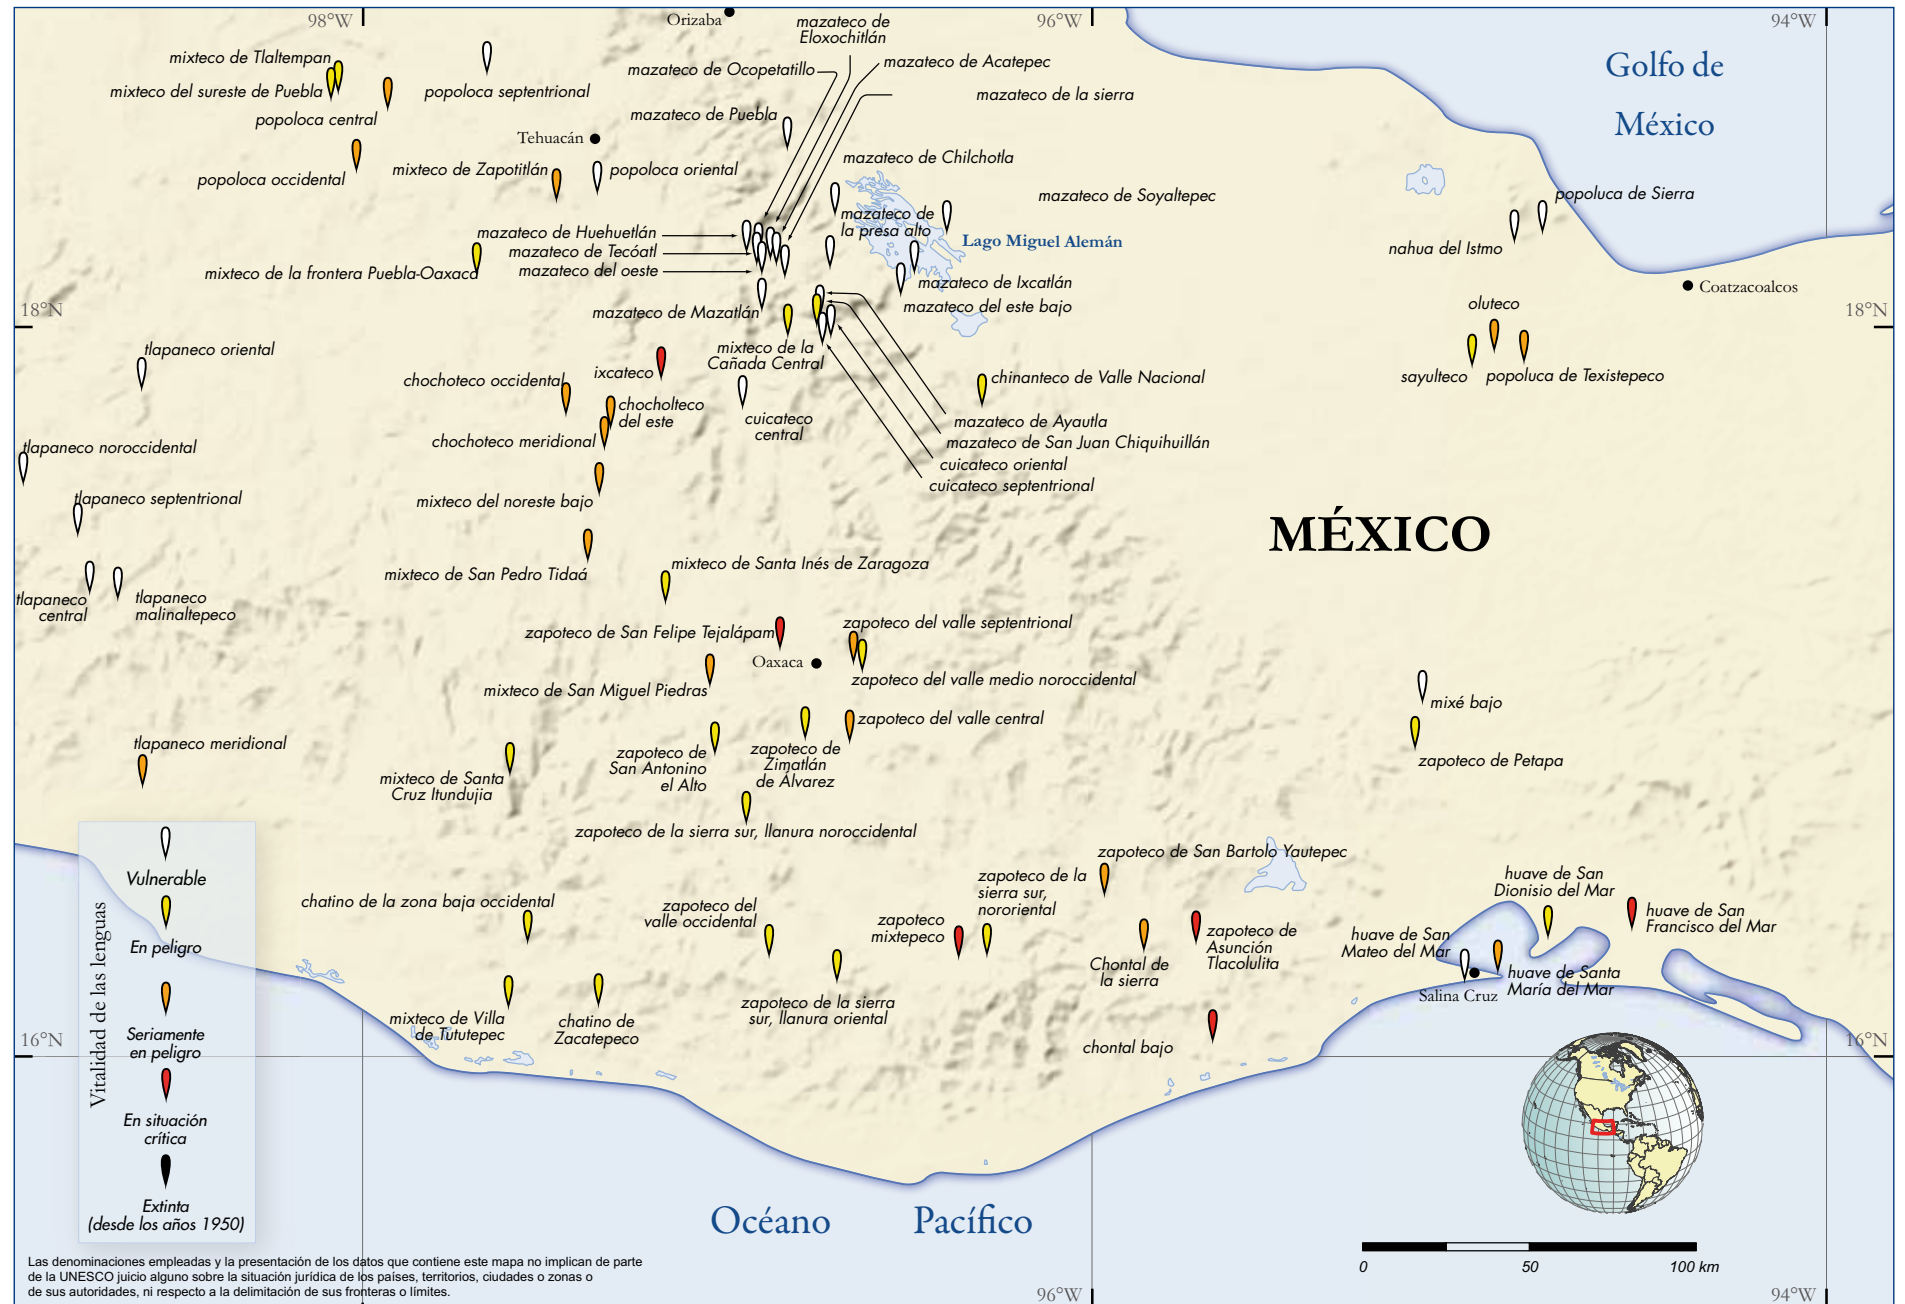 98°W
Orizaba
mazateco de
Eloxochitlán
96°W
94°W
Golfo de
México
mixteco de Tlaltempan
mixteco del sureste de Puebla
popoloca central
popoloca septentrional
mazateco de Ocopetatillo
mazateco de Acatepec
mazateco de la sierra
mazateco de Puebla
Tehuacán
popoloca occidental
mixteco de Zapotitlán
popoloca oriental
mazateco de Chilchotla
mazateco de Soyaltepec
mazateco de
la presa alto
Lago Miguel Alemán
popoluca de Sierra
nahua del Istmo
Coatzacoalcos
mazateco de Huehuetlán
mazateco de Tecóatl
mazateco del oeste
mixteco de la frontera Puebla-Oaxaca
mazateco de Ixcatlán
mazateco del este bajo
18°N
18°N
mazateco de Mazatlán
mixteco de la
Cañada Central
oluteco
sayulteco
popoluca de Texistepeco
tlapaneco oriental
chochoteco occidental
ixcateco
chocholteco
del este
chochoteco meridional
cuicateco
central
chinanteco de Valle Nacional
mazateco de Ayautla
mazateco de San Juan Chiquihuillán
cuicateco oriental
cuicateco septentrional
tlapaneco noroccidental
tlapaneco septentrional
mixteco del noreste bajo
MÉXICO
mixteco de San Pedro Tidaá
mixteco de Santa Inés de Zaragoza
tlapaneco
central
tlapaneco
malinaltepeco
zapoteco de San Felipe Tejalápam
Oaxaca
zapoteco del valle septentrional
zapoteco del valle medio noroccidental
mixteco de San Miguel Piedras
mixé bajo
zapoteco de Petapa
zapoteco del valle central
tlapaneco meridional
mixteco de Santa
Cruz Itundujia
zapoteco de
San Antonino
el Alto
zapoteco de
Zimatlán
de Álvarez
zapoteco de la sierra sur, llanura noroccidental
zapoteco de San Bartolo Yautepec
chatino de la zona baja occidental
zapoteco del
valle occidental
zapoteco
mixtepeco
zapoteco de la
sierra sur,
nororiental
Chontal de
la sierra
zapoteco de
Asunción
Tlacolulita
huave de San
Dionisio del Mar
huave de San
Francisco del Mar
huave de San
Mateo del Mar
huave de Santa
María del Mar
Salina Cruz
mixteco de Villa
de Tututepec
chatino de
Zacatepeco
zapoteco de la sierra
sur, llanura oriental
chontal bajo
16°N
16°N
Vitalidad de las lenguas
Vulnerable
En peligro
Seriamente
en peligro
En situación
crítica
Extinta
(desde los años 1950)
Océano Pacífico
0 50 100 km
Las denominaciones empleadas y la presentación de los datos que contiene este mapa no implican de parte
de la UNESCO juicio alguno sobre la situación jurídica de los países, territorios, ciudades o zonas o
de sus autoridades, ni respecto a la delimitación de sus fronteras o límites.
96°W
94°W